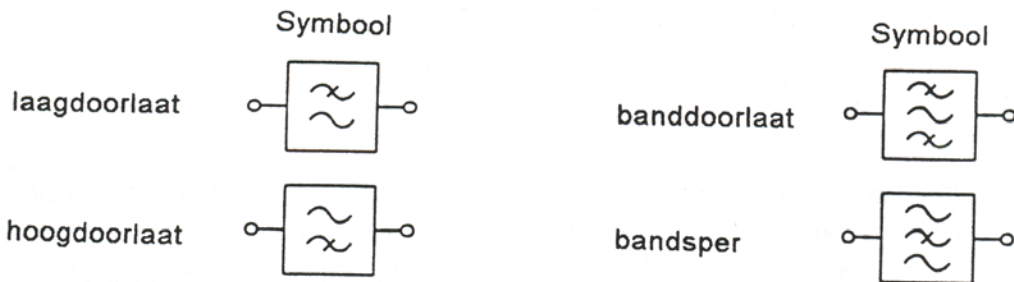 Symbool
laagdoorlaat
hoogdoorlaat
Symbool
banddoorlaat
bandsper